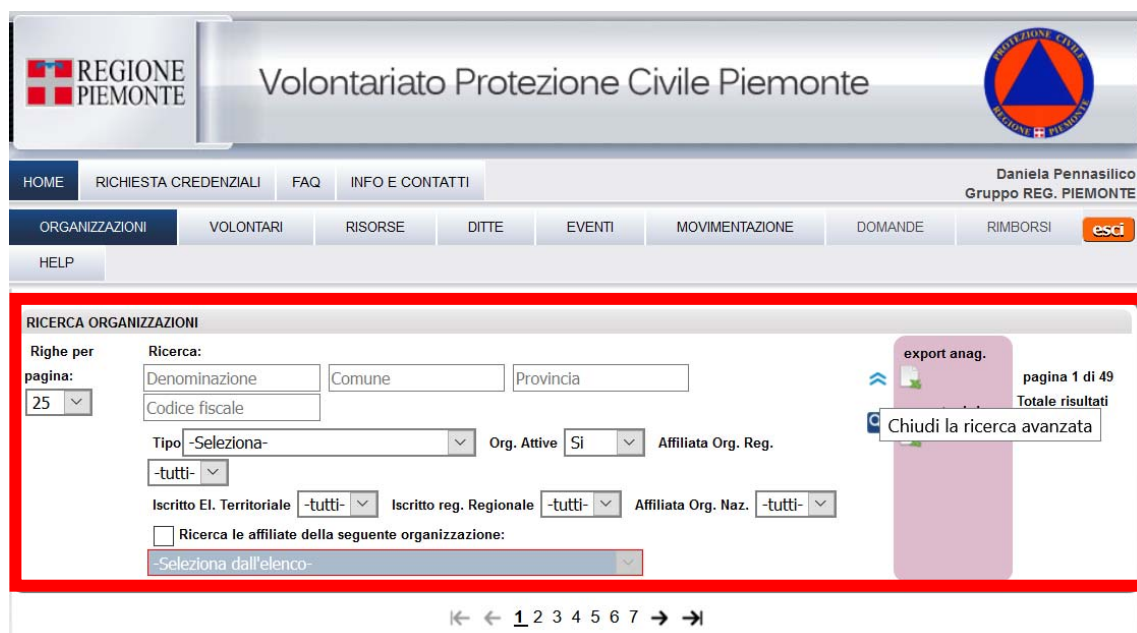 REGIONE
PIEMONTE
Volontariato Protezione Civile Piemonte
PROTEZIONE CIVILE
REGIONE PIEMONTE
HOME RICHIESTA CREDENZIALI FAQ INFO E CONTATTI
Daniela Pennasilico
Gruppo REG. PIEMONTE
ORGANIZZAZIONI VOLONTARI RISORSE DITTE EVENTI MOVIMENTAZIONE DOMANDE RIMBORSI esci
HELP
RICERCA ORGANIZZAZIONI
Righe per pagina:
25
Ricerca:
Denominazione Comune Provincia
Codice fiscale
export anag.
pagina 1 di 49
Totale risultati
Chiudi la ricerca avanzata
Tipo -Seleziona- Org. Attive Si Affiliata Org. Reg.
-tutti-
Iscritto El. Territoriale -tutti- Iscritto reg. Regionale -tutti- Affiliata Org. Naz. -tutti-
Ricerca le affiliate della seguente organizzazione:
-Seleziona dall'elenco-
1 2 3 4 5 6 7